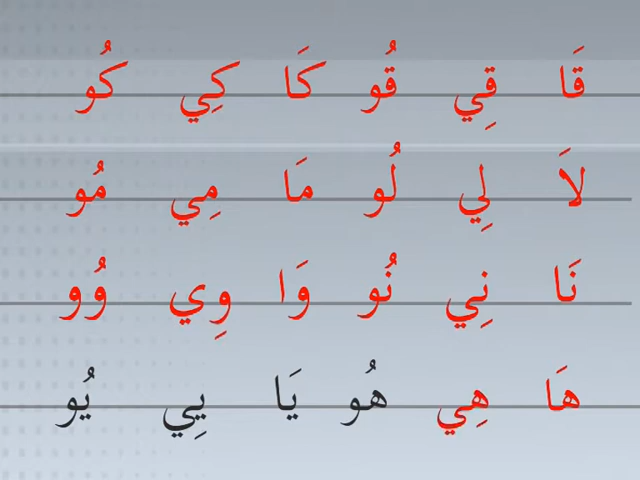 قَا قِي قُو كَا كِي كُو
لاَ لِي لُو مَا مِي مُو
نَا نِي نُو وَا وِي وُو
هَا هِي هُو يَا يِي يُو